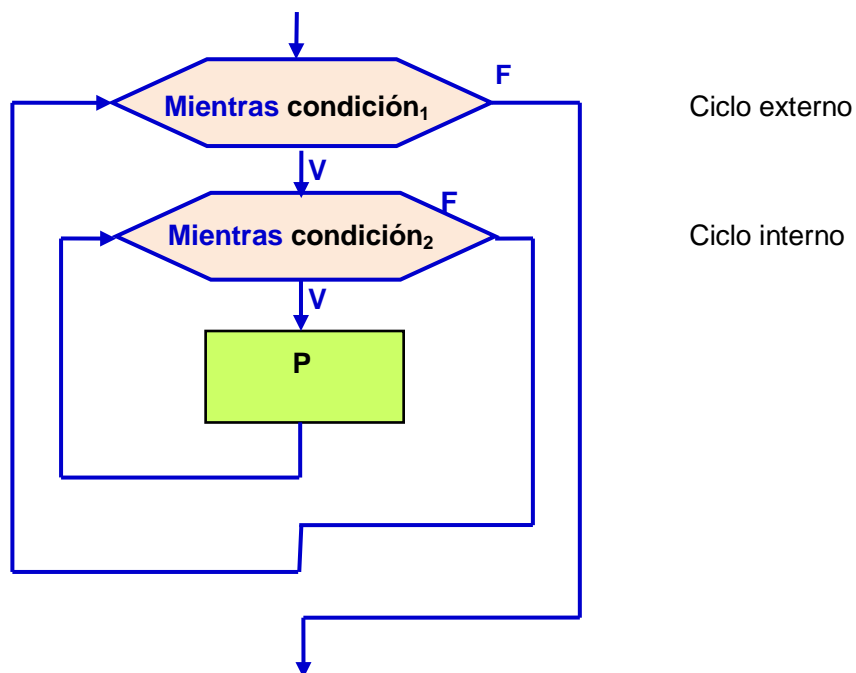 F
Mientras condición₁
Ciclo externo
V
F
Mientras condición₂
Ciclo interno
V
P